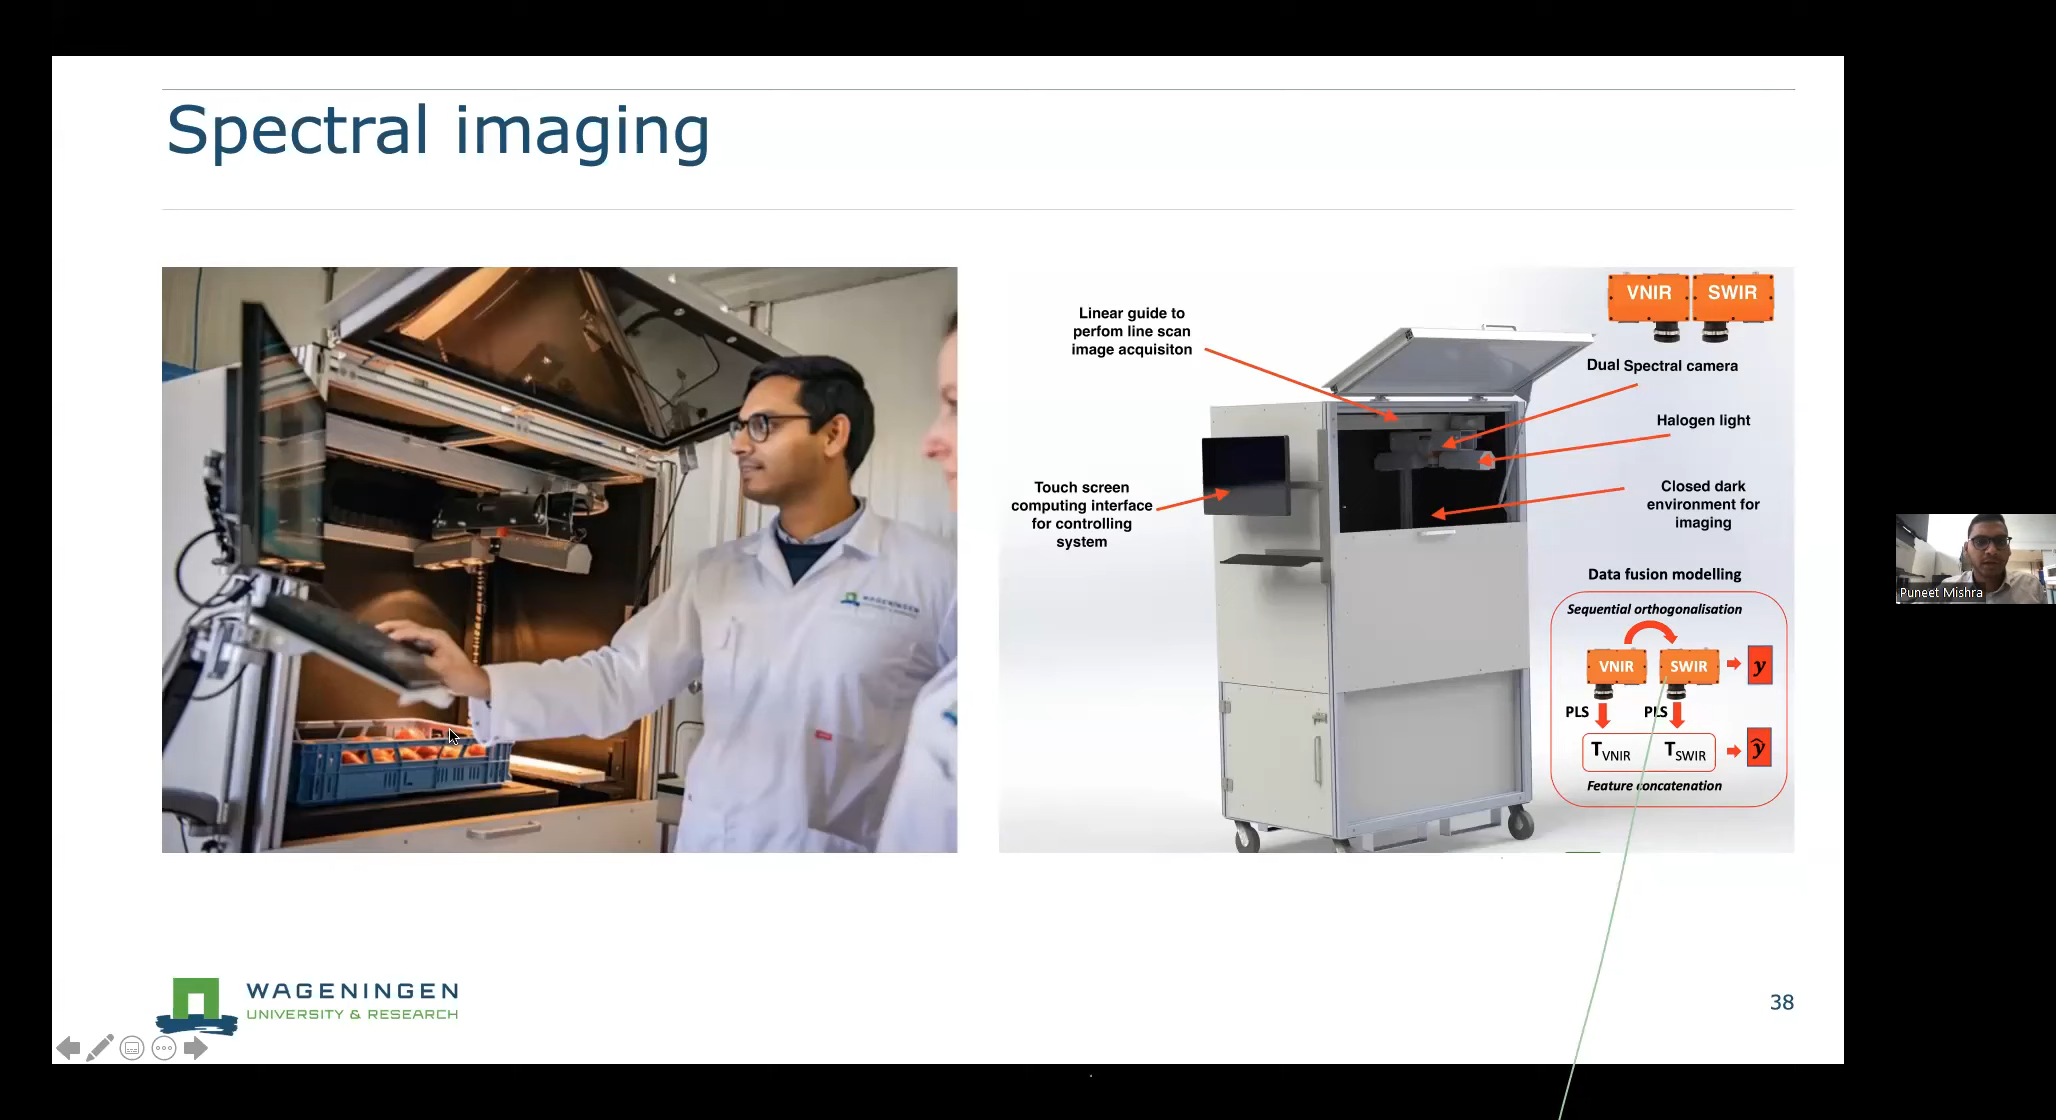 Spectral imaging
WAGENINGEN
Linear guide to
perfom line scan
image acquisiton
VNIR
SWIR
Dual Spectral camera
Halogen light
Touch screen
computing interface
for controlling
system
Closed dark
environment for
imaging
Data fusion modelling
Sequential orthogonalisation
VNIR
SWIR
y
PLS
PLS
TVNIR
TSWIR
ŷ
Feature concatenation
Puneet Mishra
WAGENINGEN
UNIVERSITY & RESEARCH
38